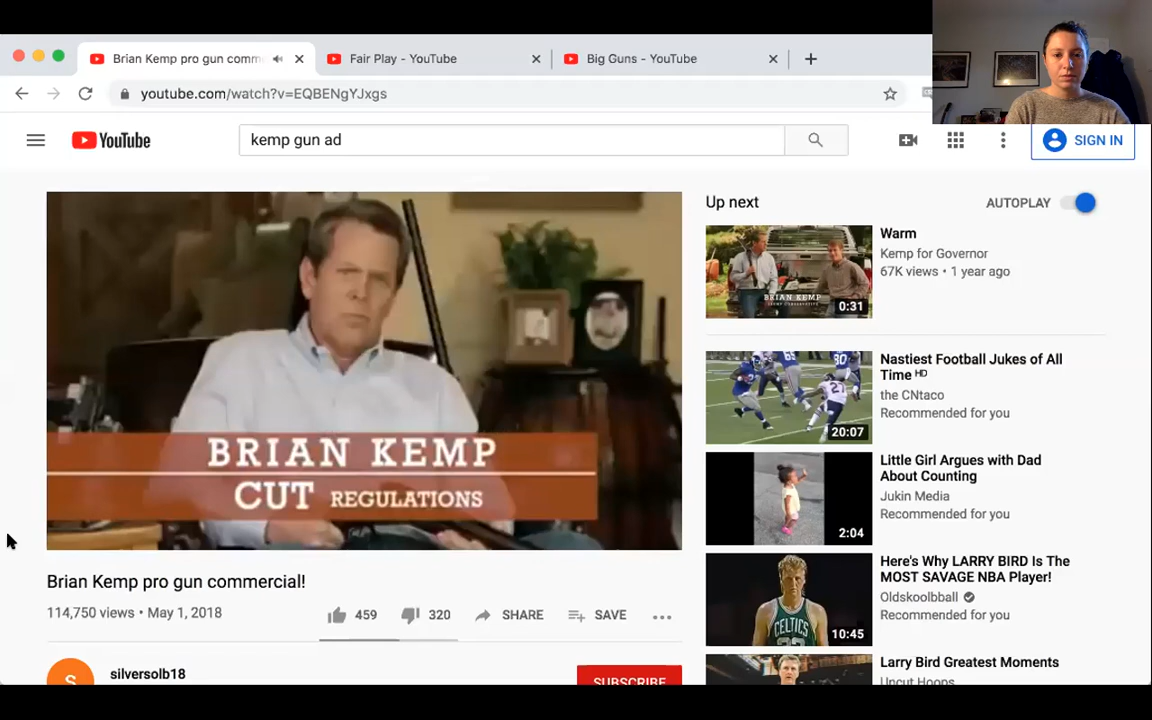 Brian Kemp pro gun comm
Fair Play - YouTube
Big Guns - YouTube
youtube.com/watch?v=EQBENgYJxgs
YouTube
kemp gun ad
SIGN IN
BRIAN KEMP
CUT REGULATIONS
Brian Kemp pro gun commercial!
114,750 views • May 1, 2018
459
320
SHARE
SAVE
S
silversolb18
SUBSCRIBE
Up next
AUTOPLAY
BRIAN KEMP
0:31
Warm
Kemp for Governor
67K views • 1 year ago
20:07
Nastiest Football Jukes of All
Time HD
the CNtaco
Recommended for you
2:04
Little Girl Argues with Dad
About Counting
Jukin Media
Recommended for you
CELTICS
10:45
Here's Why LARRY BIRD Is The
MOST SAVAGE NBA Player!
Oldskoolbball
Recommended for you
Larry Bird Greatest Moments
Uncut Hoops